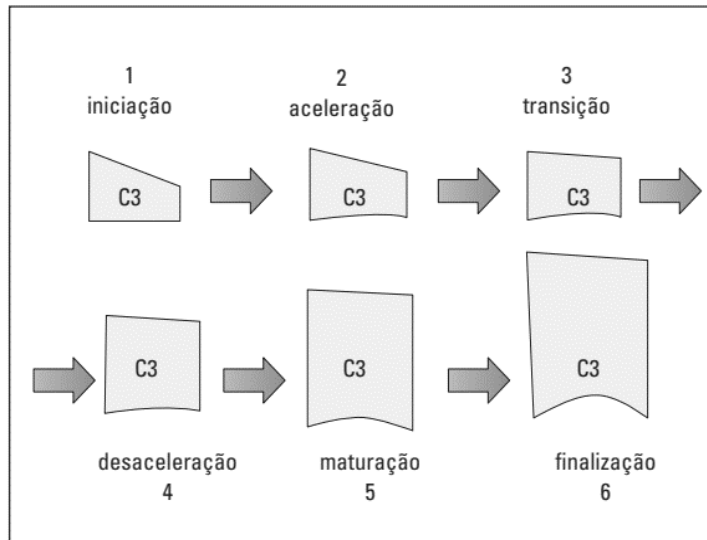 1
iniciação
2
aceleração
3
transição
C3
C3
C3
C3
C3
C3
desaceleração
4
maturação
5
finalização
6